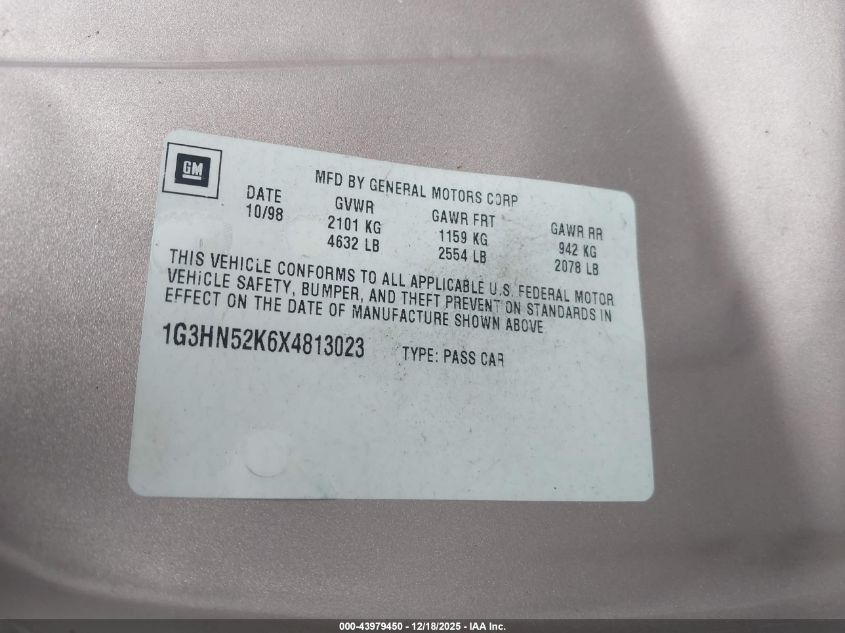 GM
MFD BY GENERAL MOTORS CORP
DATE GVWR GAWR FRT GAWR RR
10/98 2101 KG 1159 KG 942 KG
4632 LB 2554 LB 2078 LB
THIS VEHICLE CONFORMS TO ALL APPLICABLE U.S. FEDERAL MOTOR
VEHICLE SAFETY, BUMPER, AND THEFT PREVENTION STANDARDS IN
EFFECT ON THE DATE OF MANUFACTURE SHOWN ABOVE
1G3HN52K6X4813023 TYPE: PASS CAR
000-43979450 - 12/18/2025 - IAA Inc.